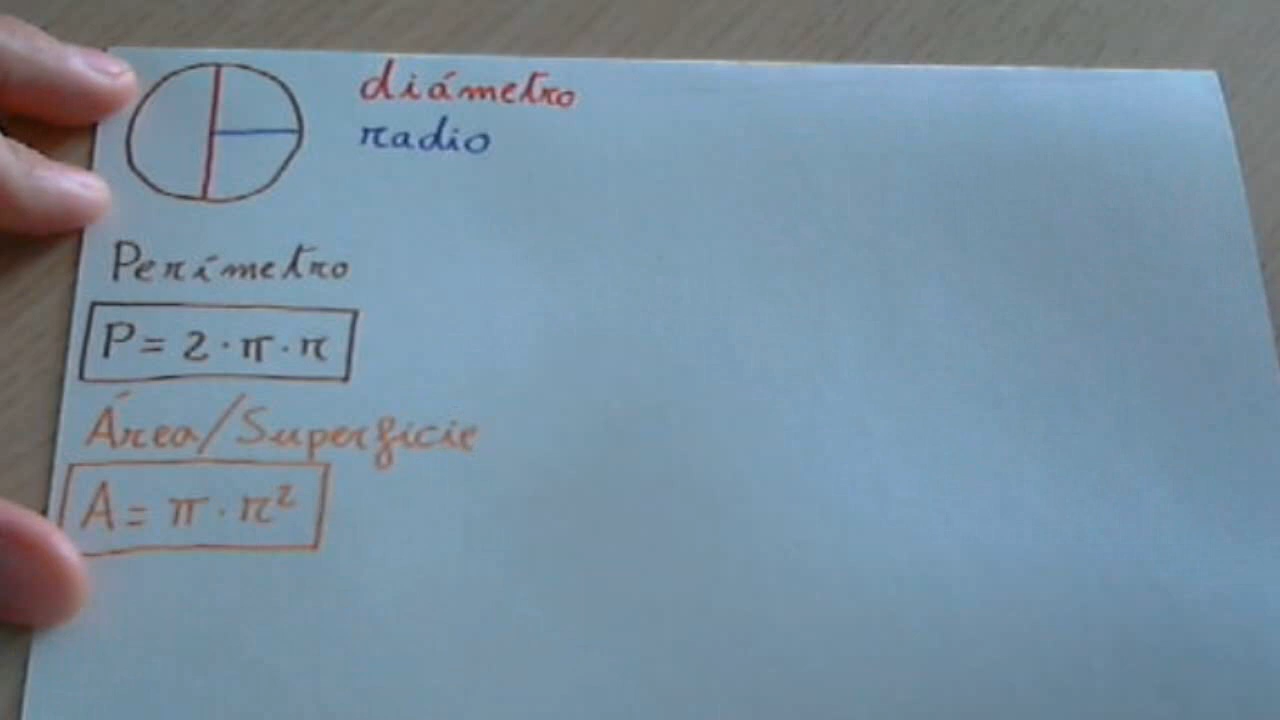 diámetro
radio
Perímetro
P = 2 · π · r
Área/Superficie
A = π · r²